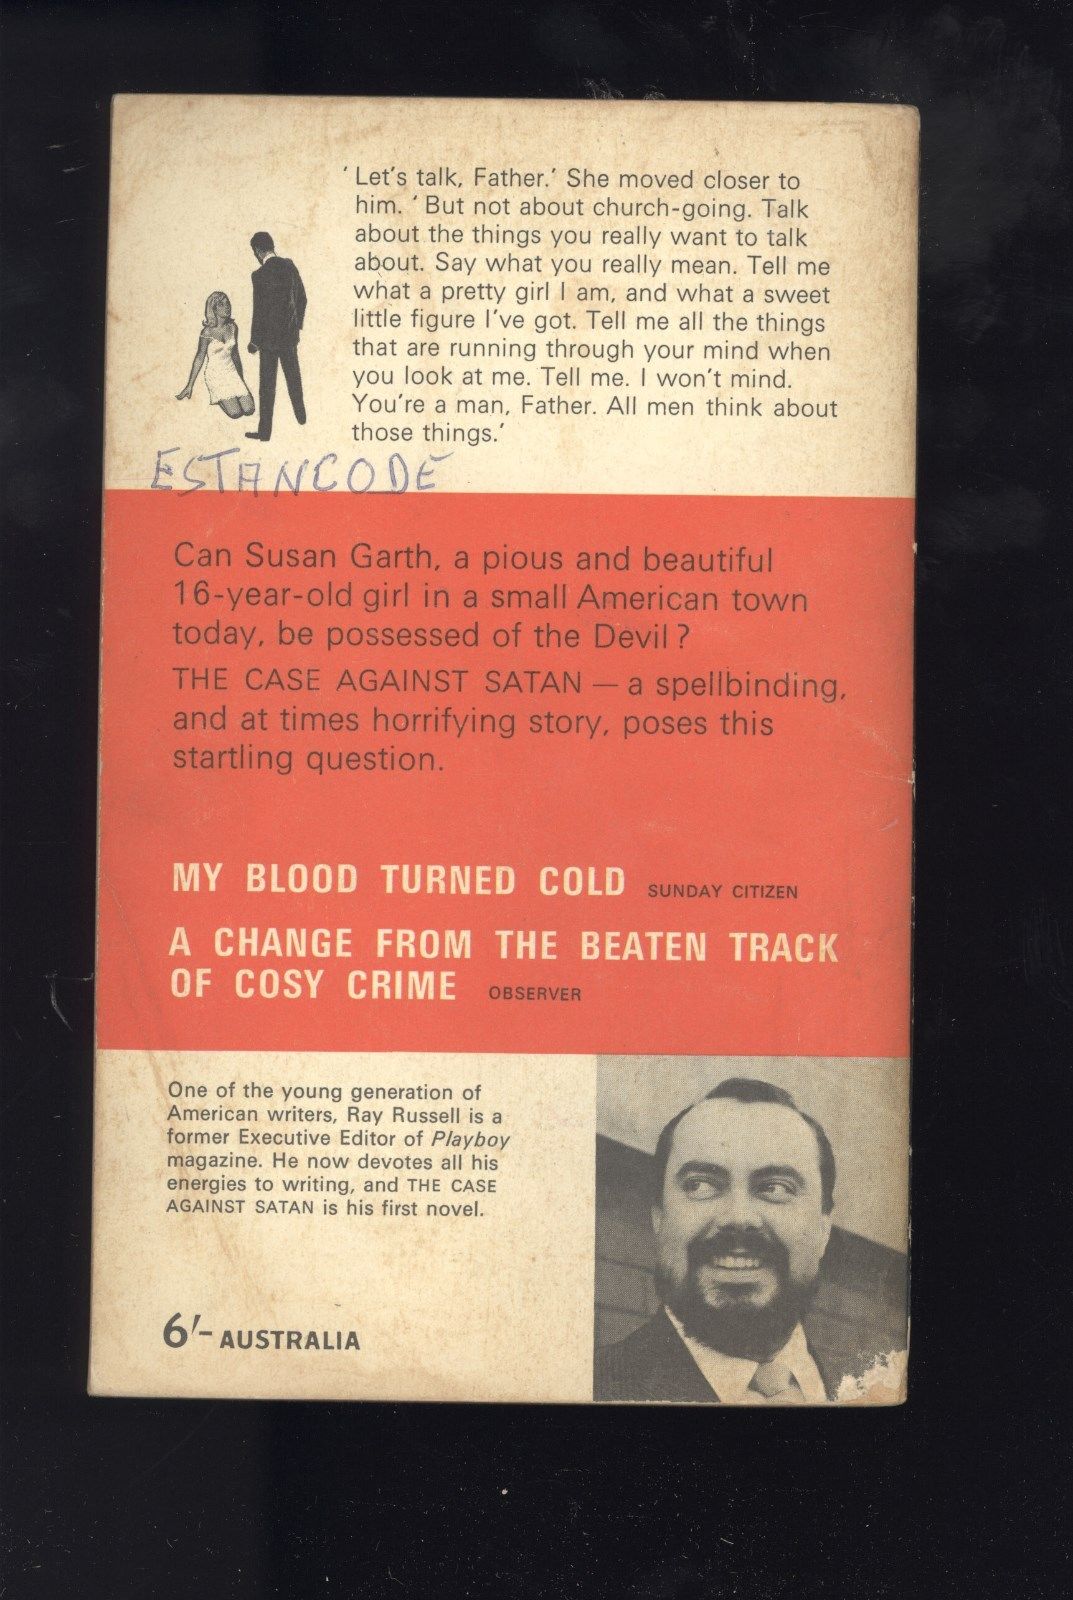 ‘Let's talk, Father.’ She moved closer to
him. ‘But not about church-going. Talk
about the things you really want to talk
about. Say what you really mean. Tell me
what a pretty girl I am, and what a sweet
little figure I've got. Tell me all the things
that are running through your mind when
you look at me. Tell me. I won't mind.
You're a man, Father. All men think about
those things.’
ESTANCODE
Can Susan Garth, a pious and beautiful
16-year-old girl in a small American town
today, be possessed of the Devil?
THE CASE AGAINST SATAN — a spellbinding,
and at times horrifying story, poses this
startling question.
MY BLOOD TURNED COLD SUNDAY CITIZEN
A CHANGE FROM THE BEATEN TRACK
OF COSY CRIME OBSERVER
One of the young generation of
American writers, Ray Russell is a
former Executive Editor of Playboy
magazine. He now devotes all his
energies to writing, and THE CASE
AGAINST SATAN is his first novel.
6/- AUSTRALIA